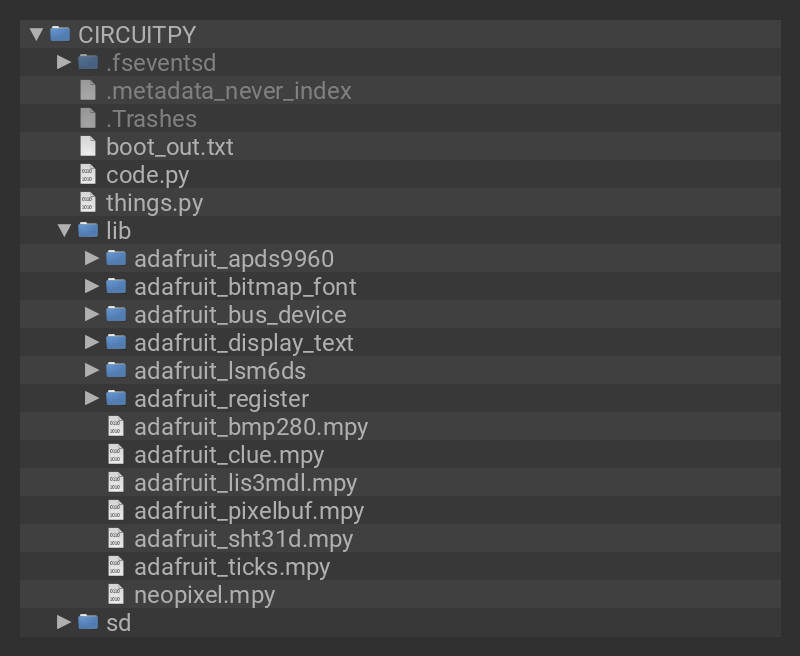 CIRCUITPY
.fseventsd
.metadata_never_index
.Trashes
boot_out.txt
code.py
things.py
lib
adafruit_apds9960
adafruit_bitmap_font
adafruit_bus_device
adafruit_display_text
adafruit_lsm6ds
adafruit_register
adafruit_bmp280.mpy
adafruit_clue.mpy
adafruit_lis3mdl.mpy
adafruit_pixelbuf.mpy
adafruit_sht31d.mpy
adafruit_ticks.mpy
neopixel.mpy
sd